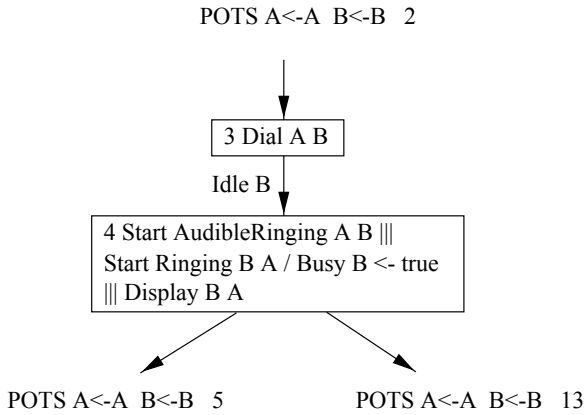 POTS A<-A B<-B 2
3 Dial A B
Idle B
4 Start AudibleRinging A B |||
Start Ringing B A / Busy B <- true
||| Display B A
POTS A<-A B<-B 5
POTS A<-A B<-B 13